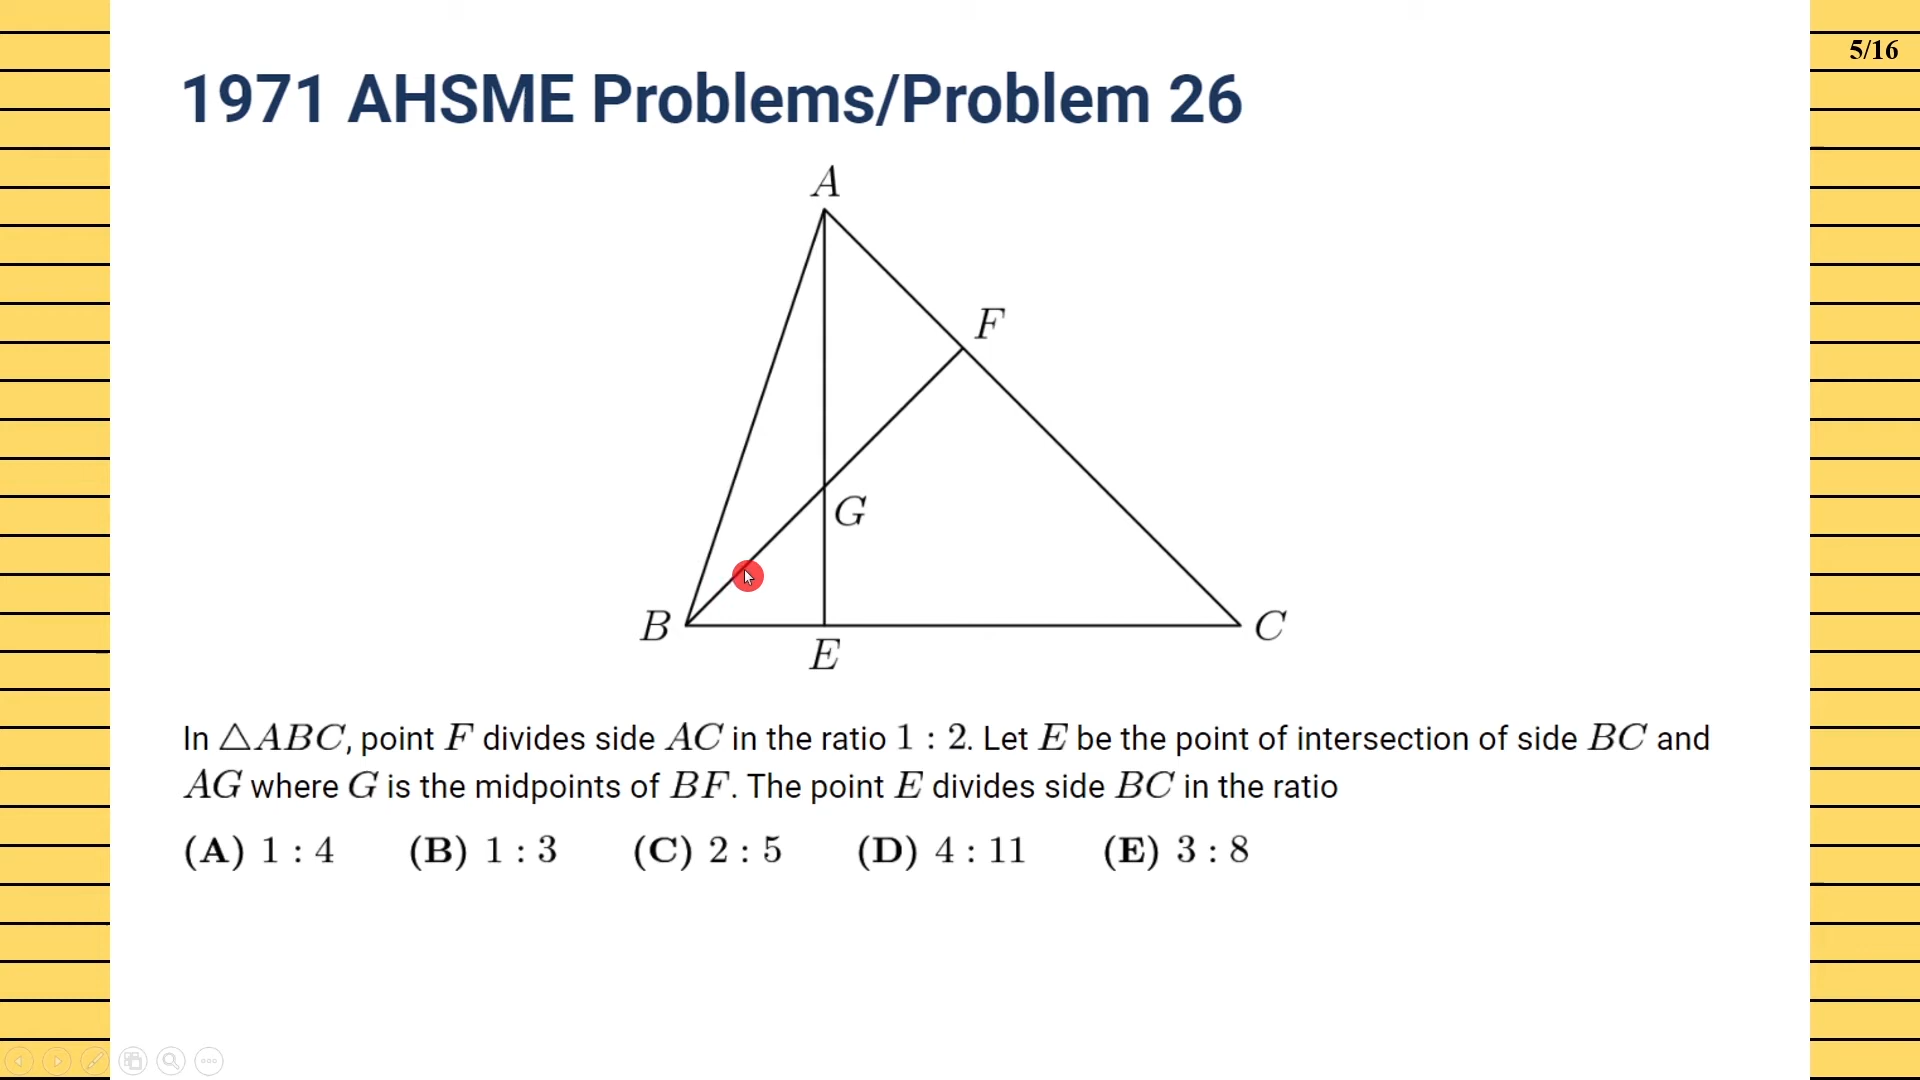 5/16
1971 AHSME Problems/Problem 26
A
F
G
B
C
E
In △ABC, point F divides side AC in the ratio 1 : 2. Let E be the point of intersection of side BC and
AG where G is the midpoints of BF. The point E divides side BC in the ratio
(A) 1 : 4 (B) 1 : 3 (C) 2 : 5 (D) 4 : 11 (E) 3 : 8